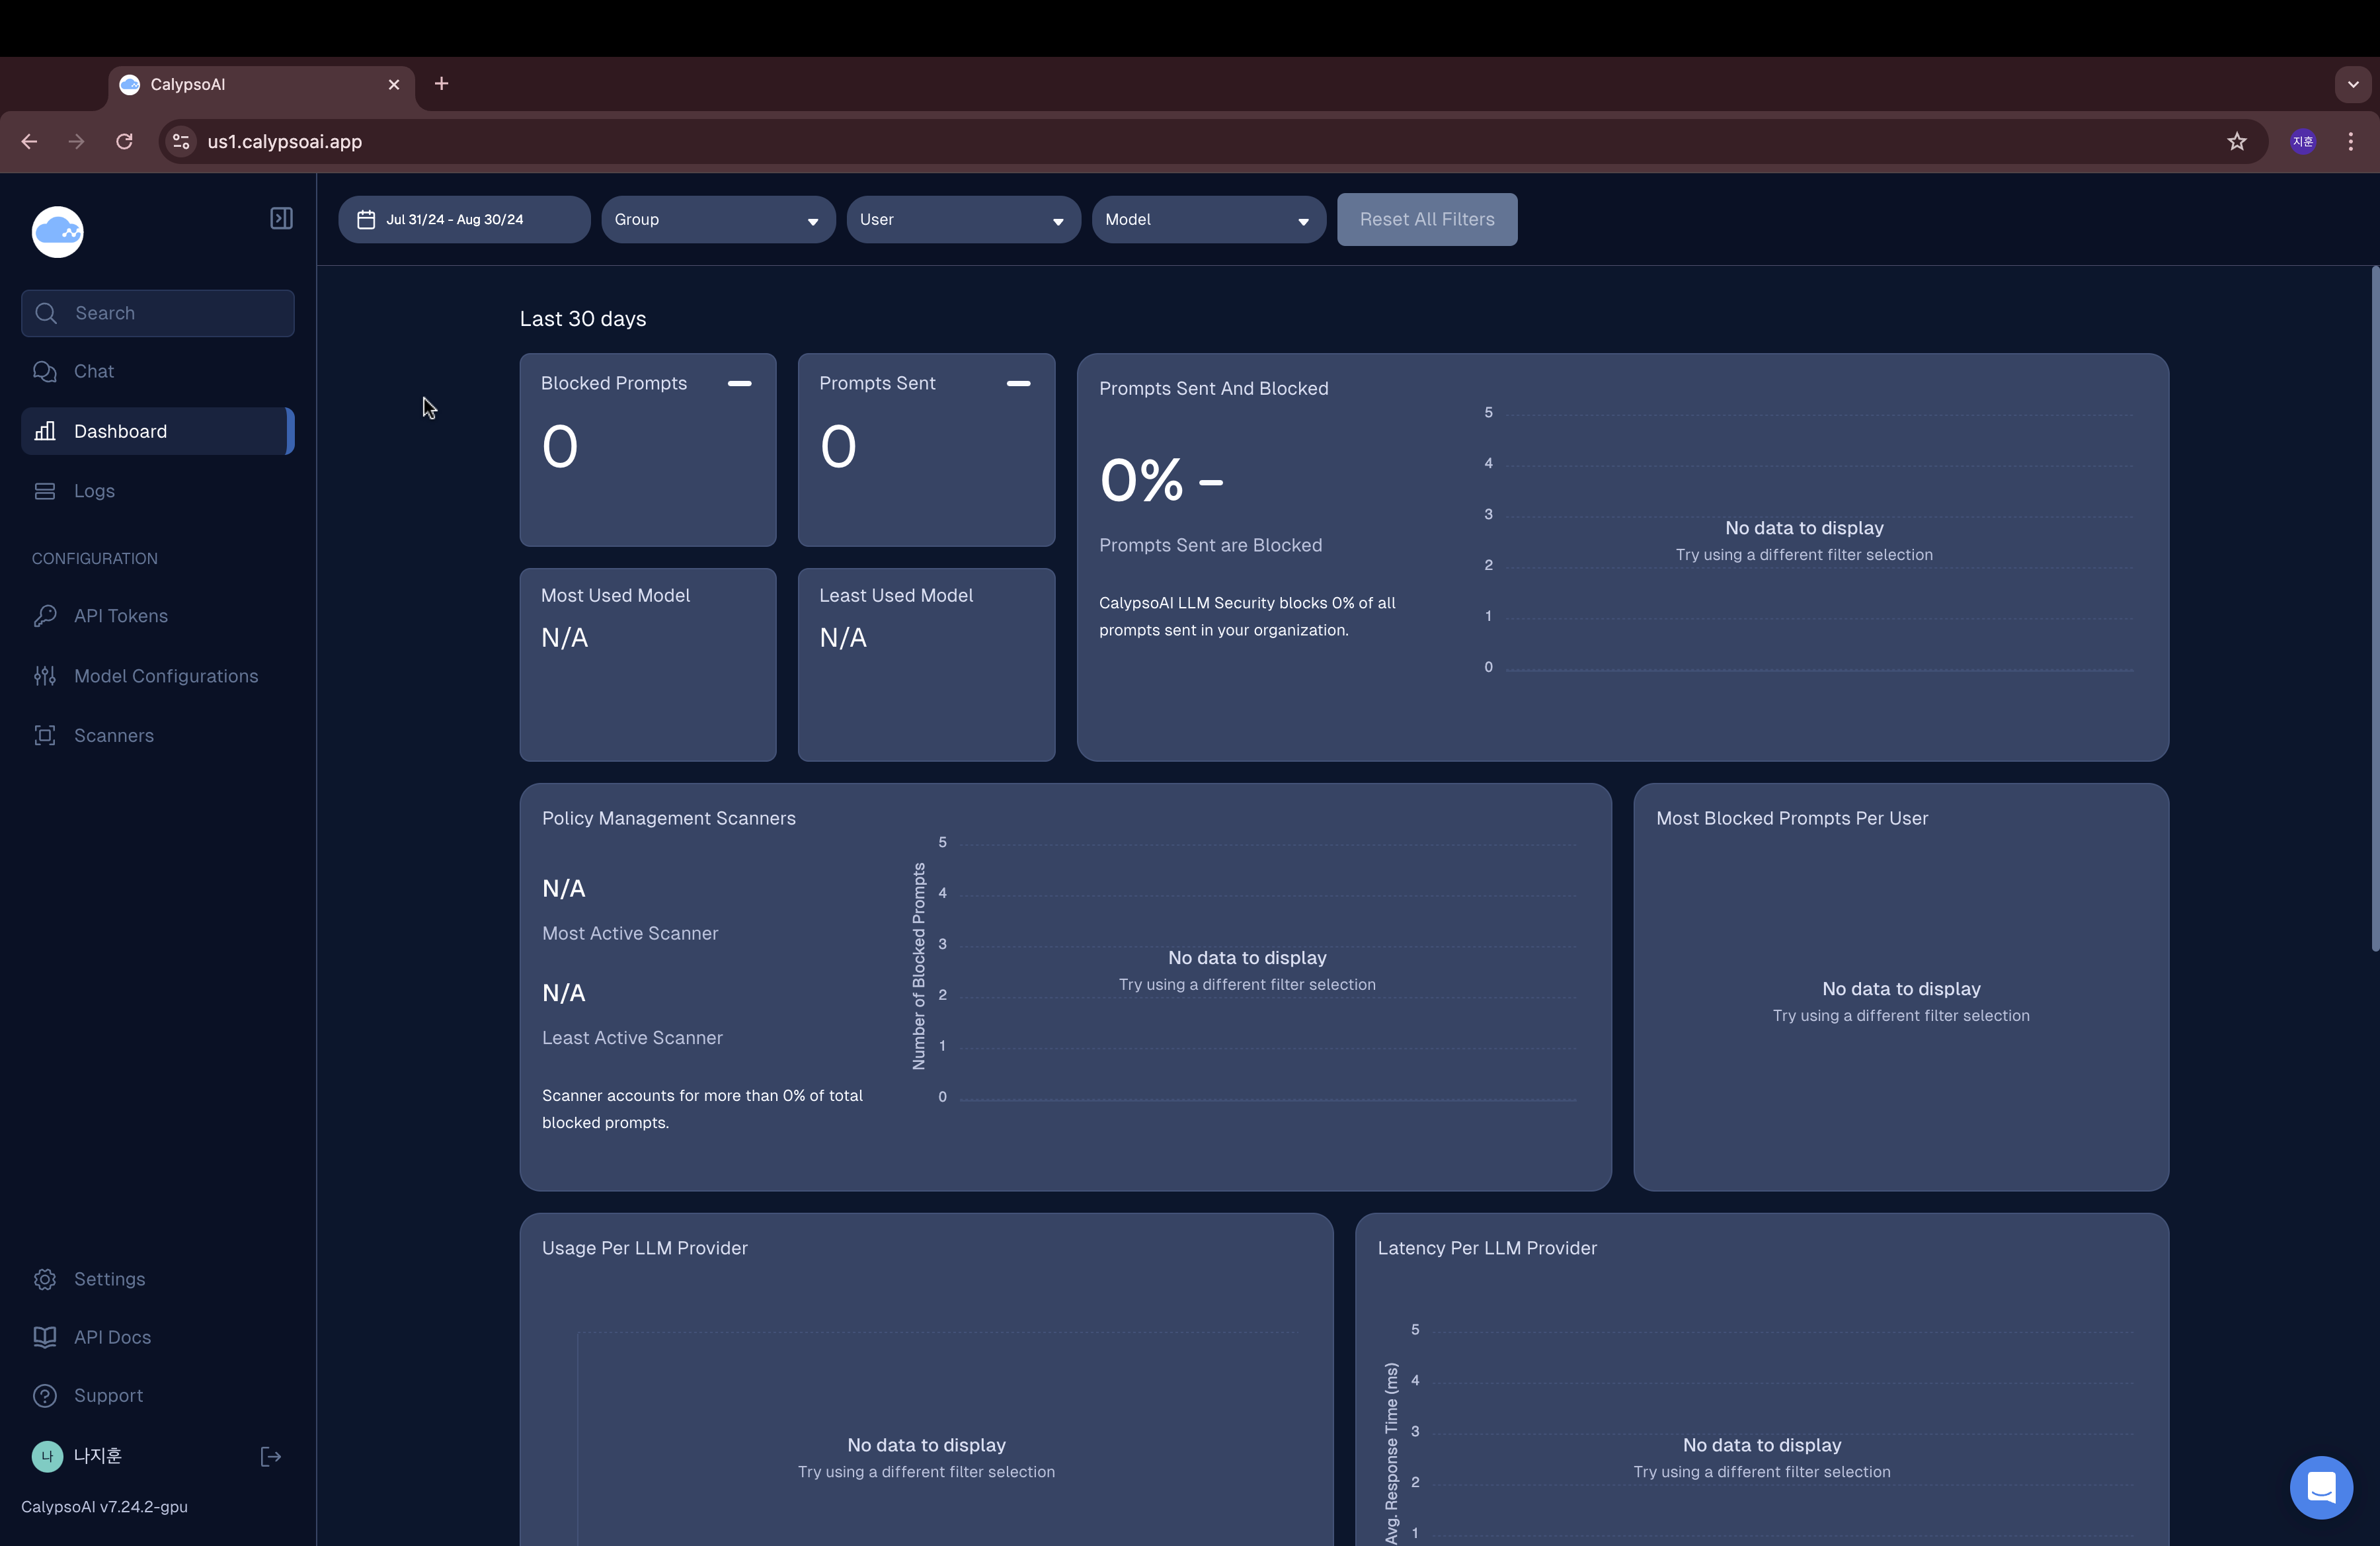 CalypsoAI
us1.calypsoai.app
지훈
Jul 31/24 - Aug 30/24
Group
User
Model
Reset All Filters
Search
Chat
Dashboard
Logs
CONFIGURATION
API Tokens
Model Configurations
Scanners
Settings
API Docs
Support
나
나지훈
CalypsoAI v7.24.2-gpu
Last 30 days
Blocked Prompts
0
Prompts Sent
0
Most Used Model
N/A
Least Used Model
N/A
Prompts Sent And Blocked
0% -
Prompts Sent are Blocked
CalypsoAI LLM Security blocks 0% of all
prompts sent in your organization.
5
4
3
2
1
0
No data to display
Try using a different filter selection
Policy Management Scanners
N/A
Most Active Scanner
N/A
Least Active Scanner
Scanner accounts for more than 0% of total
blocked prompts.
Number of Blocked Prompts
5
4
3
2
1
0
No data to display
Try using a different filter selection
Most Blocked Prompts Per User
No data to display
Try using a different filter selection
Usage Per LLM Provider
No data to display
Try using a different filter selection
Latency Per LLM Provider
Avg. Response Time (ms)
5
4
3
2
1
No data to display
Try using a different filter selection